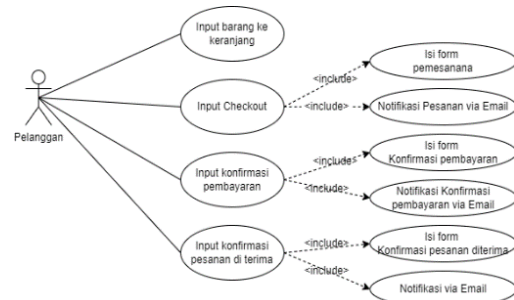 Input barang ke
keranjang
Isi form
pemesanana
<include>
Input Checkout
<include>
Notifikasi Pesanan via Email
Pelanggan
Isi form
Konfirmasi pembayaran
<include>
Input konfirmasi
pembayaran
<include>
Notifikasi Konfirmasi
pembayaran via Email
Isi form
Konfirmasi pesanan diterima
<include>
Input konfirmasi
pesanan di terima
<include>
Notifikasi via Email